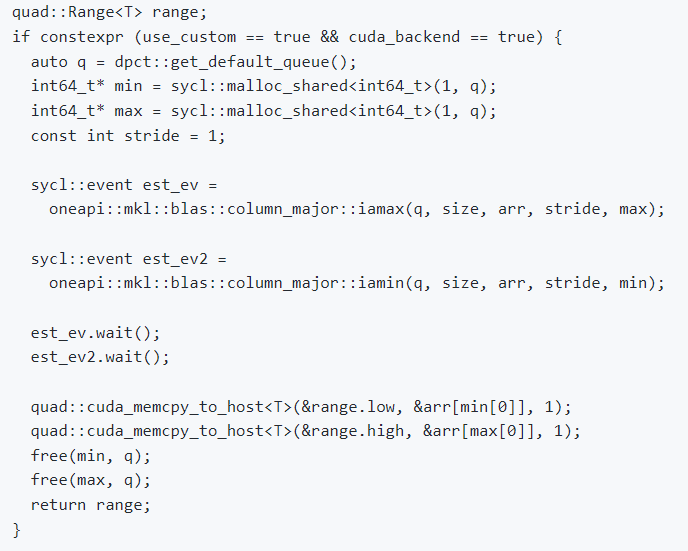 quad::Range<T> range;
if constexpr (use_custom == true && cuda_backend == true) {
  auto q = dpct::get_default_queue();
  int64_t* min = sycl::malloc_shared<int64_t>(1, q);
  int64_t* max = sycl::malloc_shared<int64_t>(1, q);
  const int stride = 1;

  sycl::event est_ev =
    oneapi::mkl::blas::column_major::iamax(q, size, arr, stride, max);

  sycl::event est_ev2 =
    oneapi::mkl::blas::column_major::iamin(q, size, arr, stride, min);

  est_ev.wait();
  est_ev2.wait();

  quad::cuda_memcpy_to_host<T>(&range.low, &arr[min[0]], 1);
  quad::cuda_memcpy_to_host<T>(&range.high, &arr[max[0]], 1);
  free(min, q);
  free(max, q);
  return range;
}